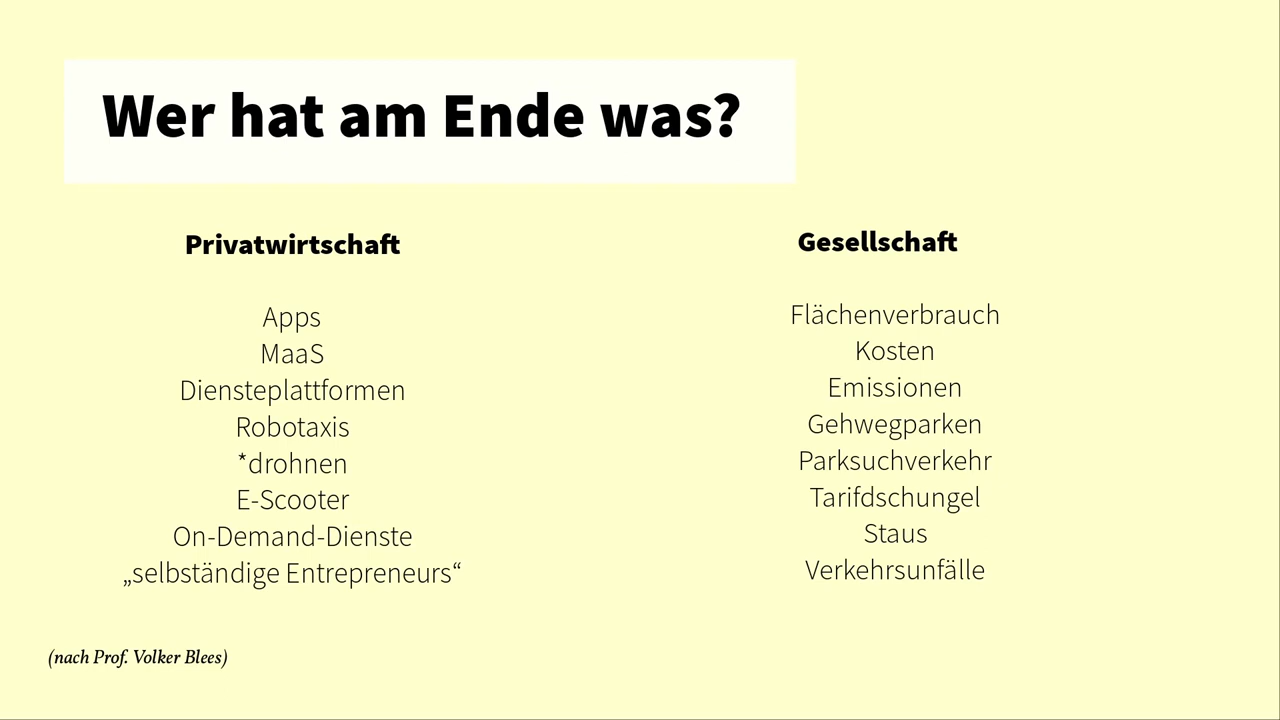 Wer hat am Ende was?
Privatwirtschaft
Apps
MaaS
Diensteplattformen
Robotaxis
*drohnen
E-Scooter
On-Demand-Dienste
„selbständige Entrepreneurs“
Gesellschaft
Flächenverbrauch
Kosten
Emissionen
Gehwegparken
Parksuchverkehr
Tarifdschungel
Staus
Verkehrsunfälle
(nach Prof. Volker Blees)